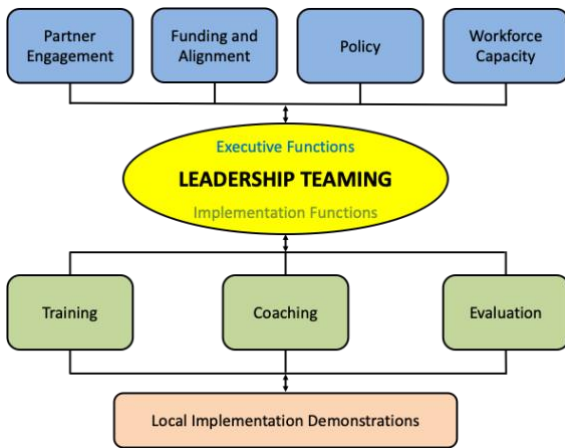 Partner
Engagement
Funding and
Alignment
Policy
Workforce
Capacity
Executive Functions
LEADERSHIP TEAMING
Implementation Functions
Training
Coaching
Evaluation
Local Implementation Demonstrations